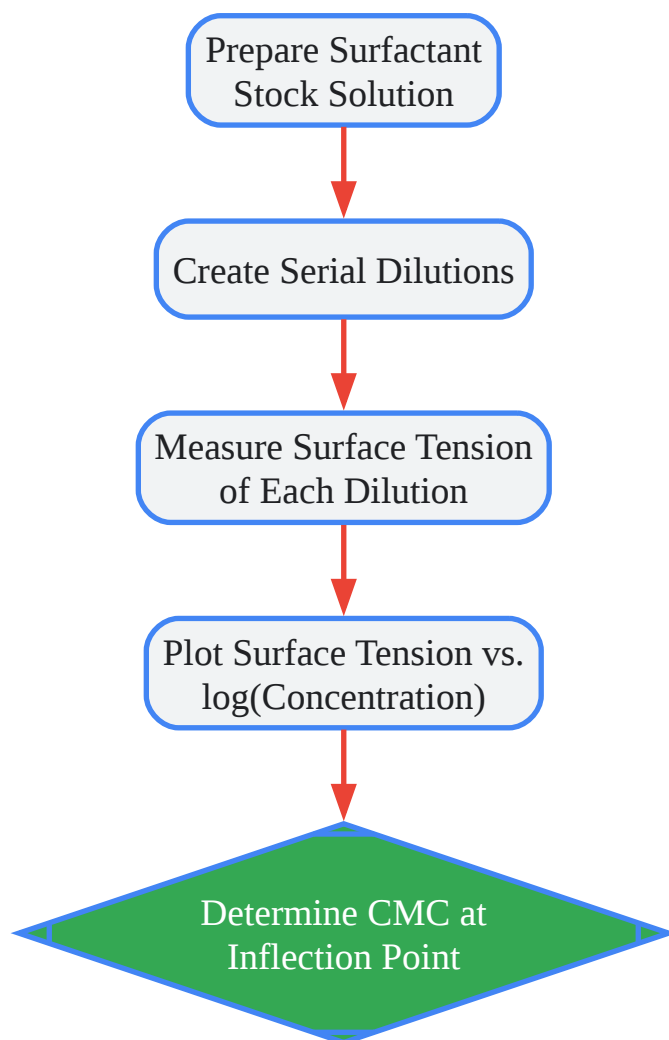 Prepare Surfactant
Stock Solution
Create Serial Dilutions
Measure Surface Tension
of Each Dilution
Plot Surface Tension vs.
log(Concentration)
Determine CMC at
Inflection Point